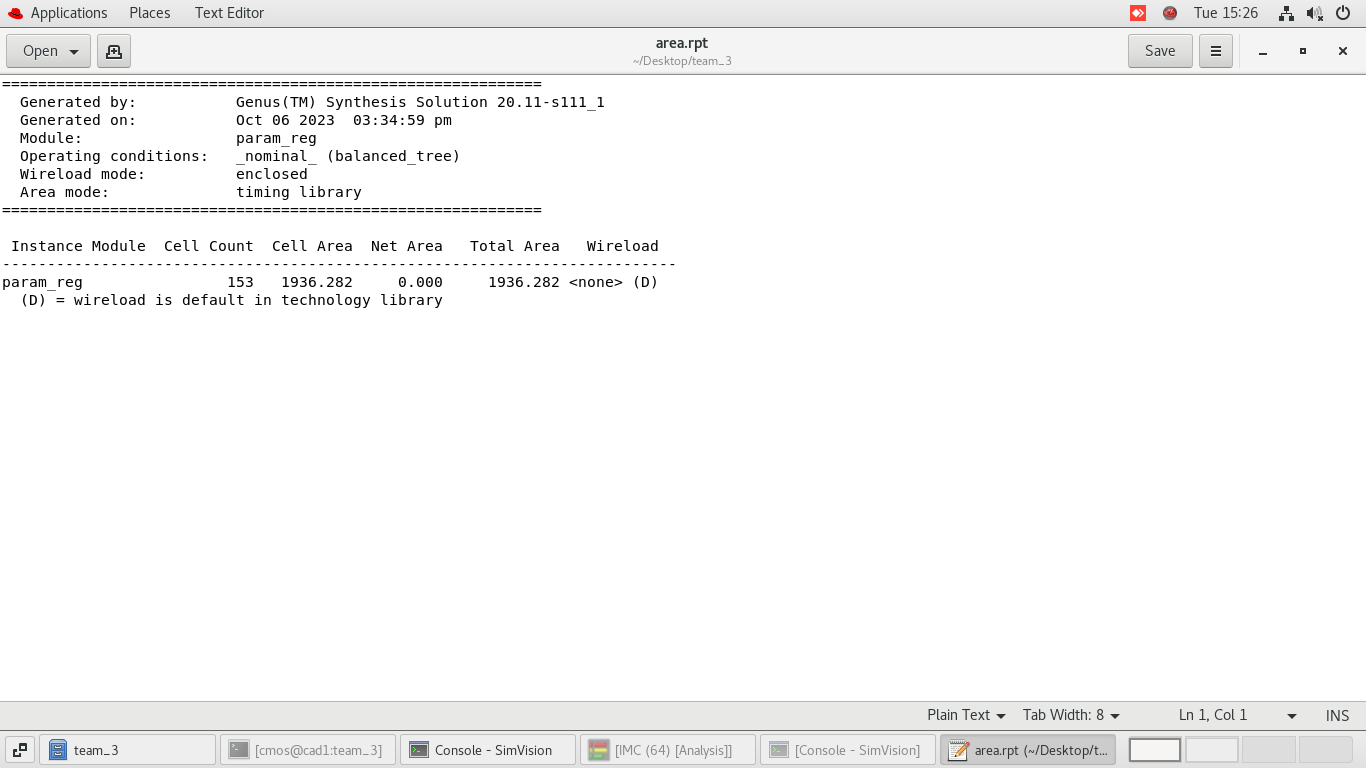 Applications Places Text Editor Tue 15:26
Open area.rpt Save
~/Desktop/team_3
============================================================
  Generated by:           Genus(TM) Synthesis Solution 20.11-s111_1
  Generated on:           Oct 06 2023  03:34:59 pm
  Module:                 param_reg
  Operating conditions:   _nominal_ (balanced_tree)
  Wireload mode:          enclosed
  Area mode:              timing library
============================================================
 Instance Module  Cell Count  Cell Area  Net Area   Total Area   Wireload
---------------------------------------------------------------------------
param_reg                153   1936.282     0.000     1936.282 <none> (D)
  (D) = wireload is default in technology library
Plain Text Tab Width: 8 Ln 1, Col 1 INS
team_3 [cmos@cad1:team_3] Console - SimVision [IMC (64) [Analysis]] [Console - SimVision] area.rpt (~/Desktop/t...